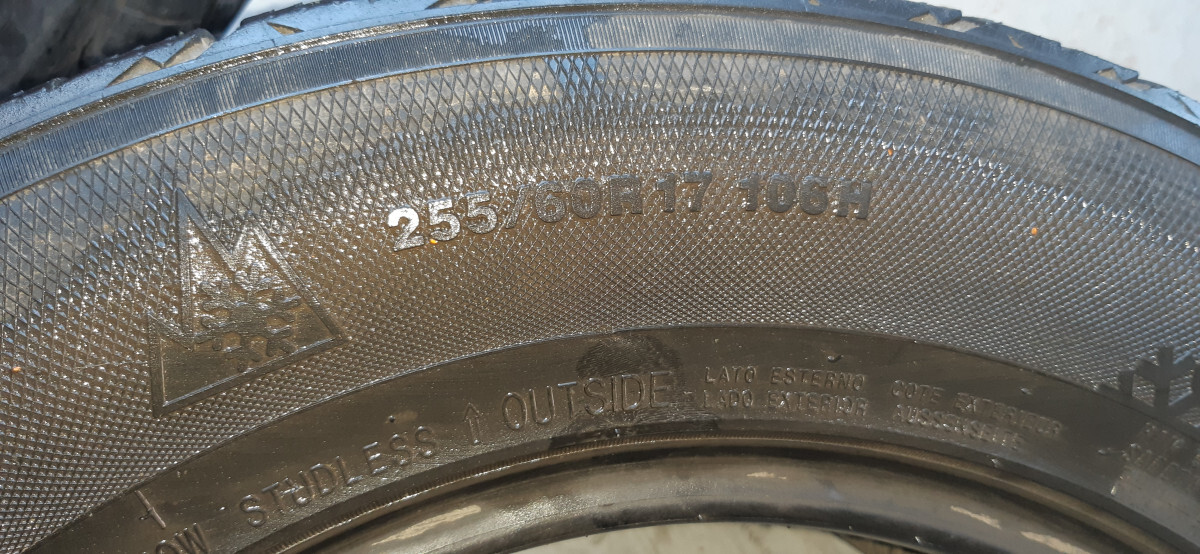 255/60R17 106H
STUDLESS ↑ OUTSIDE
LATO ESTERNO
LADO EXTERIOR
COTE EXTERIEUR
AUSSENSEITE